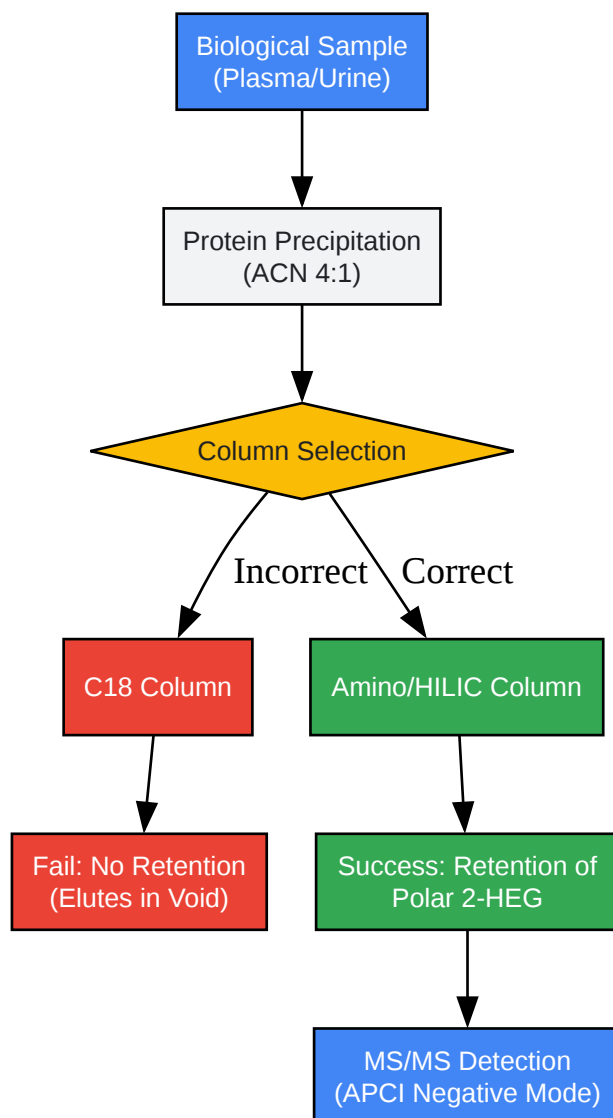 Biological Sample
(Plasma/Urine)
Protein Precipitation
(ACN 4:1)
Column Selection
Incorrect
Correct
C18 Column
Amino/HILIC Column
Fail: No Retention
(Elutes in Void)
Success: Retention of
Polar 2-HEG
MS/MS Detection
(APCI Negative Mode)